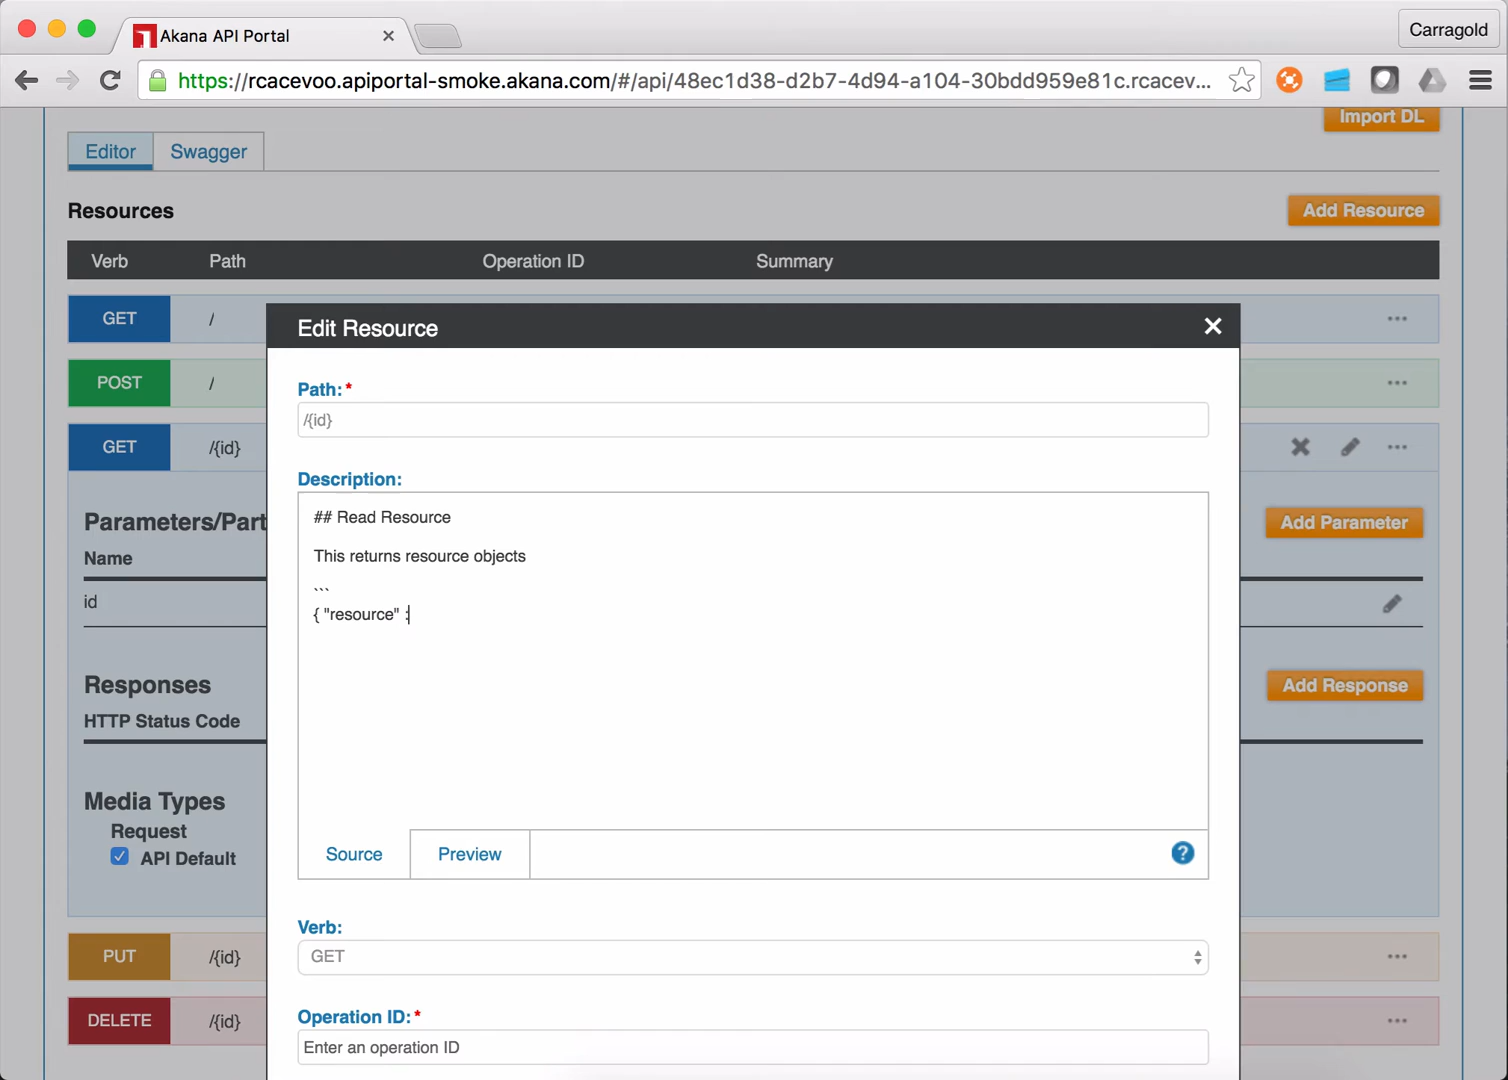 Akana API Portal
Carragold
https://rcacevoo.apiportal-smoke.akana.com/#/api/48ec1d38-d2b7-4d94-a104-30bdd959e81c.rcacev...
Import DL
Editor
Swagger
Resources
Add Resource
Verb
Path
Operation ID
Summary
GET
/
POST
/
GET
/{id}
Edit Resource
Path: *
/{id}
Description:
## Read Resource
This returns resource objects
```
{ "resource" :
Source
Preview
?
Verb:
GET
Operation ID: *
Enter an operation ID
Parameters/Part
Add Parameter
Name
id
Responses
Add Response
HTTP Status Code
Media Types
Request
API Default
PUT
/{id}
DELETE
/{id}